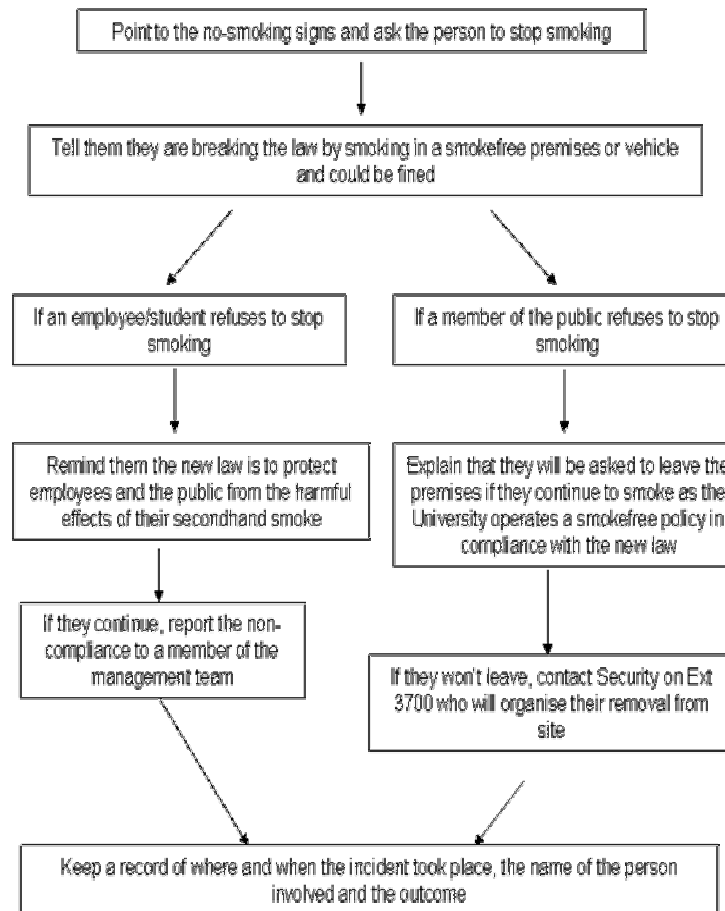 Point to the no-smoking signs and ask the person to stop smoking
Tell them they are breaking the law by smoking in a smokefree premises or vehicle
and could be fined
If an employee/student refuses to stop
smoking
If a member of the public refuses to stop
smoking
Remind them the new law is to protect
employees and the public from the harmful
effects of their secondhand smoke
Explain that they will be asked to leave the
premises if they continue to smoke as the
University operates a smokefree policy in
compliance with the new law
If they continue, report the non-
compliance to a member of the
management team
If they won't leave, contact Security on Ext
3700 who will organise their removal from
site
Keep a record of where and when the incident took place, the name of the person
involved and the outcome